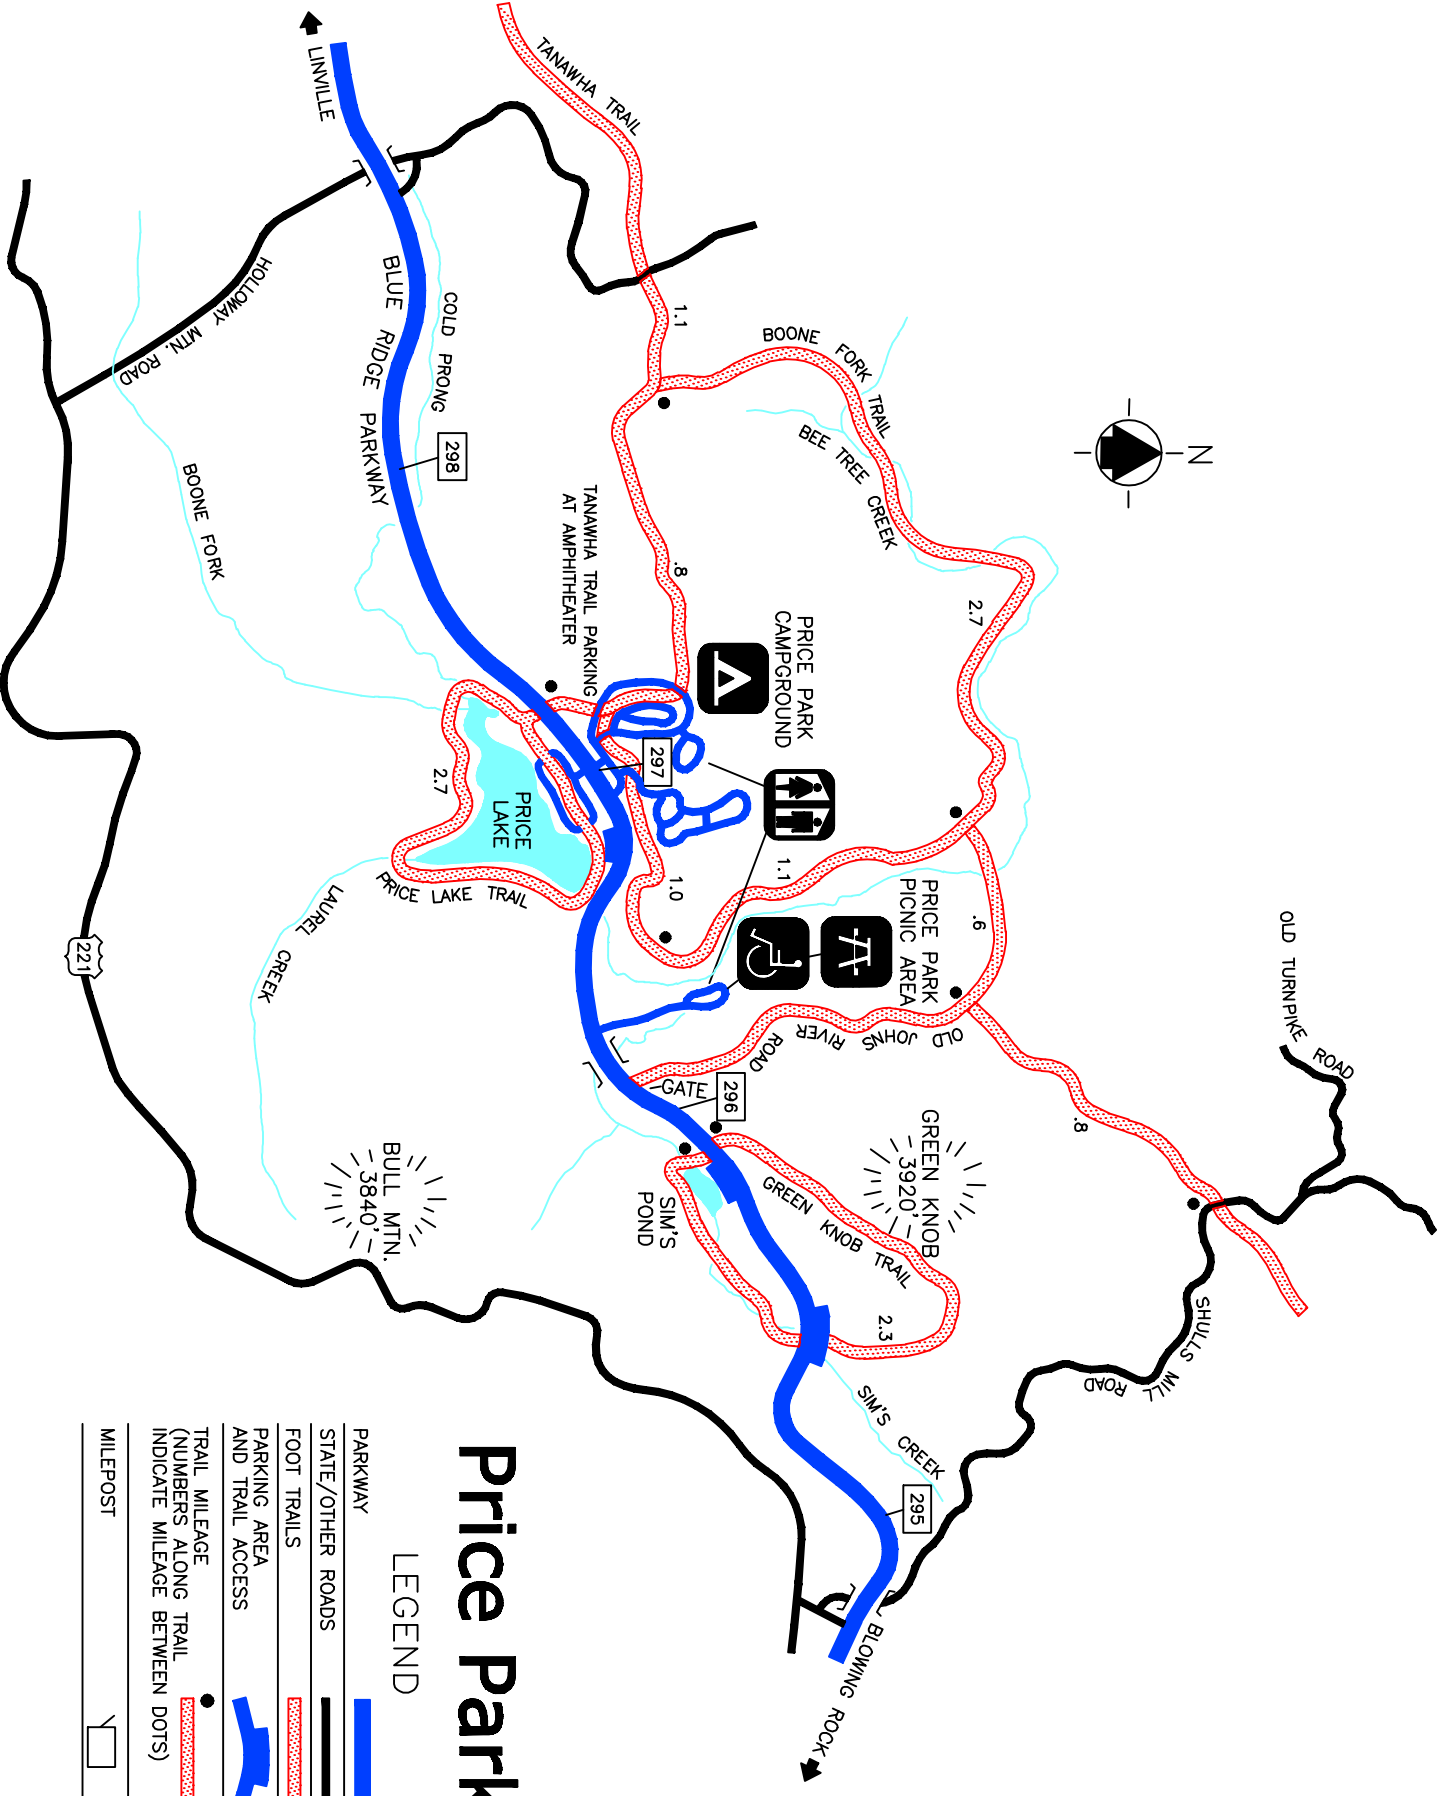 LINVILLE
TANAWHA TRAIL
HOLLOWAY MTN. ROAD
BLUE RIDGE PARKWAY
COLD PRONG
298
BOONE FORK
1.1
BOONE FORK TRAIL
BEE TREE CREEK
N
TANAWHA TRAIL PARKING
AT AMPHITHEATER
.8
2.7
PRICE PARK
CAMPGROUND
297
2.7
PRICE
LAKE
PRICE LAKE TRAIL
LAUREL CREEK
1.0
1.1
PRICE PARK
PICNIC AREA
.6
OLD JOHNS RIVER ROAD
GATE
296
221
OLD TURNPIKE ROAD
.8
GREEN KNOB
3920'
GREEN KNOB TRAIL
2.3
SIM'S
POND
BULL MTN.
3840'
SHULLS MILL ROAD
SIM'S CREEK
295
BLOWING ROCK
Price Park
LEGEND
PARKWAY
STATE/OTHER ROADS
FOOT TRAILS
PARKING AREA
AND TRAIL ACCESS
TRAIL MILEAGE
(NUMBERS ALONG TRAIL
INDICATE MILEAGE BETWEEN DOTS)
MILEPOST